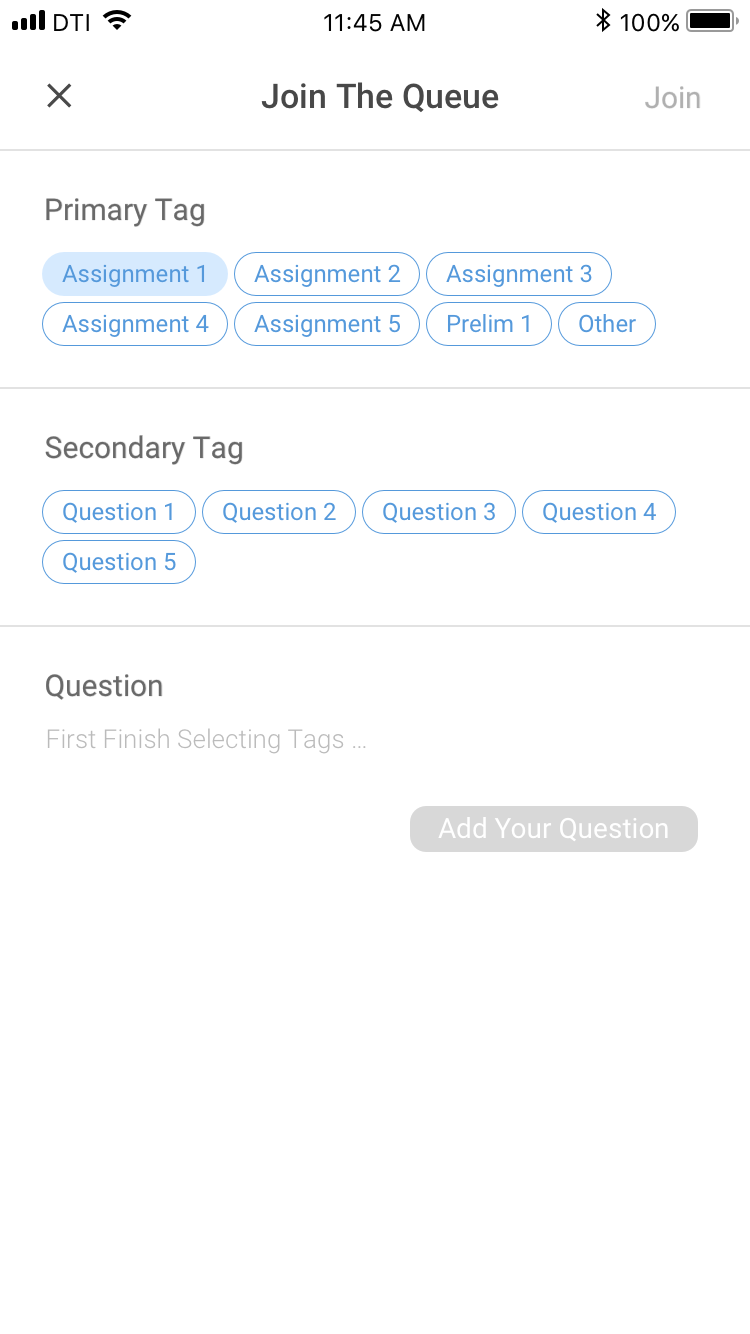 DTI 11:45 AM 100%
Join The Queue Join
Primary Tag
Assignment 1 Assignment 2 Assignment 3
Assignment 4 Assignment 5 Prelim 1 Other
Secondary Tag
Question 1 Question 2 Question 3 Question 4
Question 5
Question
First Finish Selecting Tags ...
Add Your Question